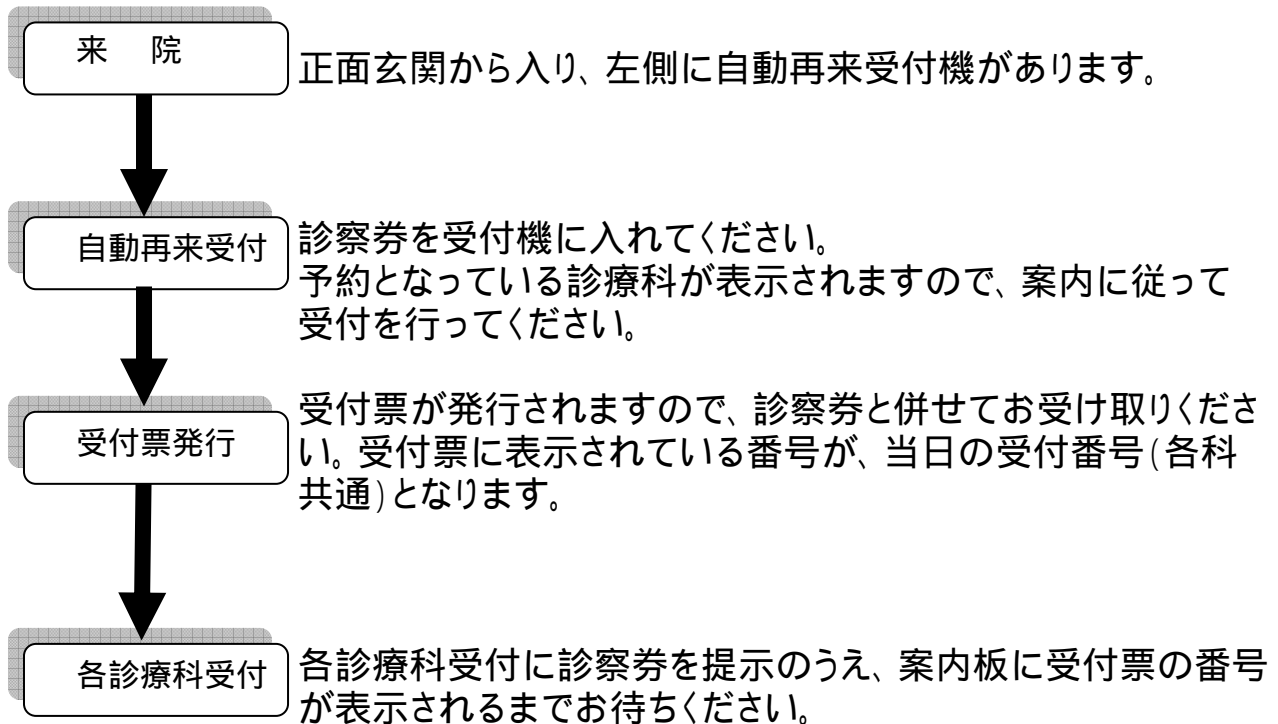 来　院
正面玄関から入り、左側に自動再来受付機があります。
自動再来受付
診察券を受付機に入れてください。
予約となっている診療科が表示されますので、案内に従って
受付を行ってください。
受付票発行
受付票が発行されますので、診察券と併せてお受け取りくださ
い。受付票に表示されている番号が、当日の受付番号(各科
共通)となります。
各診療科受付
各診療科受付に診察券を提示のうえ、案内板に受付票の番号
が表示されるまでお待ちください。